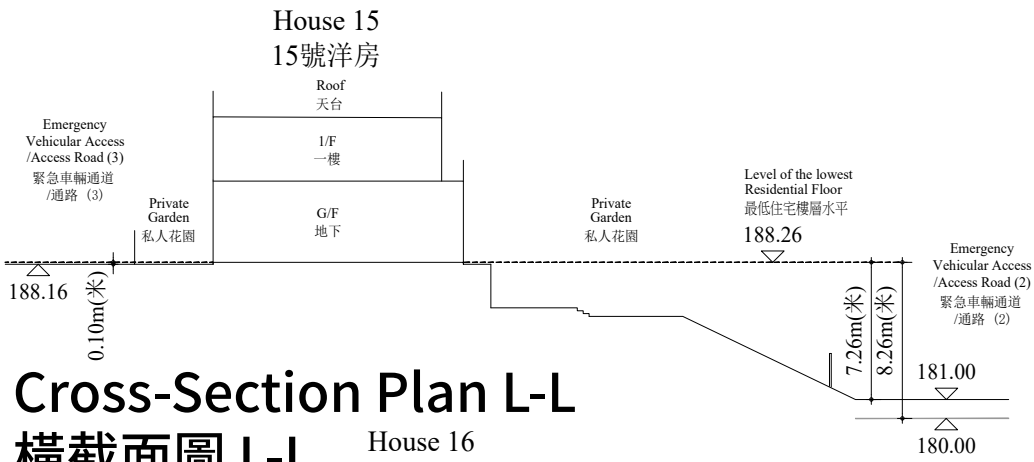 House 15
15號洋房
Roof
天台
1/F
一樓
G/F
地下
Emergency
Vehicular Access
/Access Road (3)
緊急車輛通道
/通路 (3)
Private
Garden
私人花園
Private
Garden
私人花園
Level of the lowest
Residential Floor
最低住宅樓層水平
188.26
Emergency
Vehicular Access
/Access Road (2)
緊急車輛通道
/通路 (2)
188.16
0.10m(米)
7.26m(米)
8.26m(米)
181.00
180.00
Cross-Section Plan L-L
橫截面圖 L-L
House 16